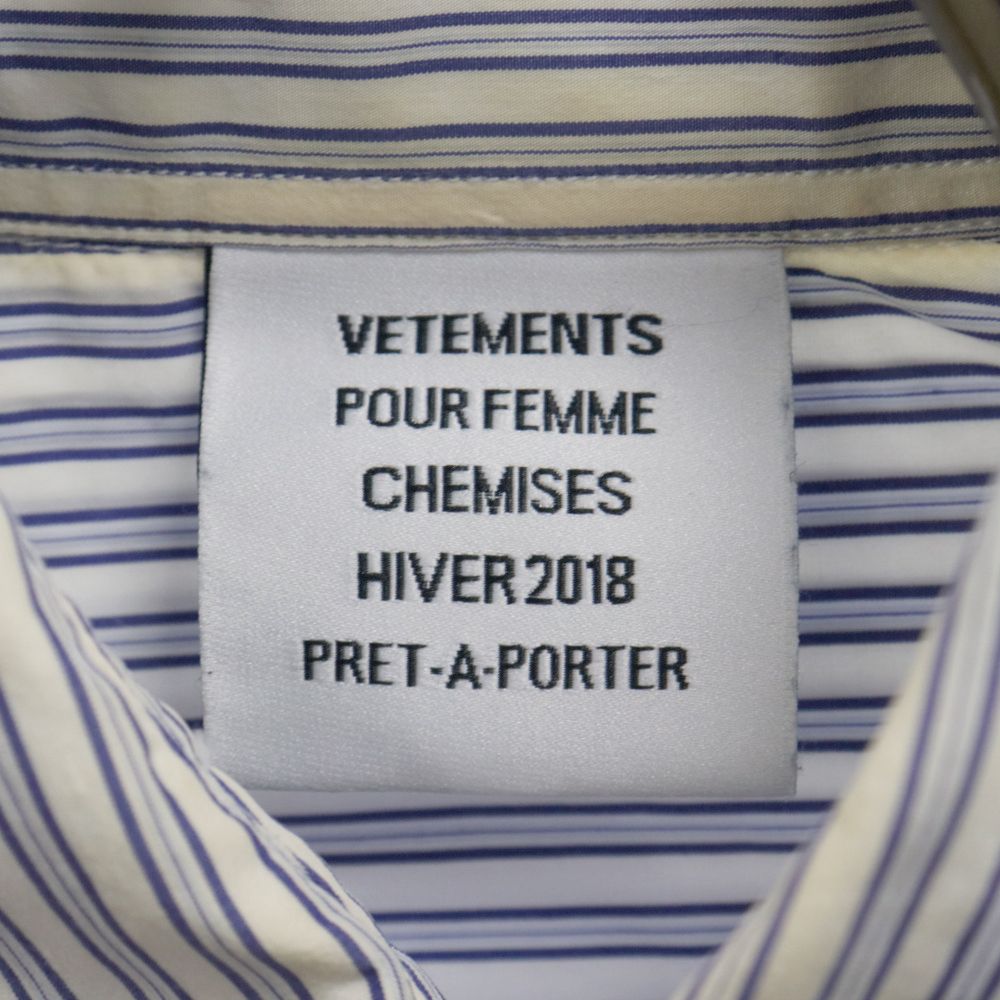 VETEMENTS
POUR FEMME
CHEMISES
HIVER 2018
PRET-A-PORTER